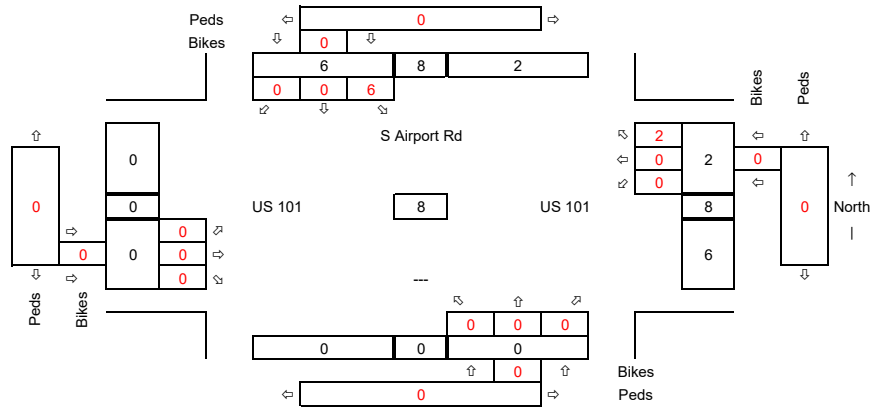 Peds ⇦ 0 ⇨
Bikes ⇩ 0 ⇩
6 8 2
0 0 6
⬃ ⇩ ⬂
Bikes Peds
S Airport Rd
⇧ 0 ⬁ 2 2 ⇦ ⇧
⇦ 0 0 ↑
0 0 US 101 8 US 101 ⬃ 0 ⇦ 8 0 North
⇨ 0 ⬀ |
0 0 0 ⇨ 6
⇩ ⇨ 0 ⬂ --- ⇩
Peds Bikes
⬁ ⇧ ⬀
0 0 0
0 0 0
⇧ 0 ⇧ Bikes
⇦ 0 ⇨ Peds